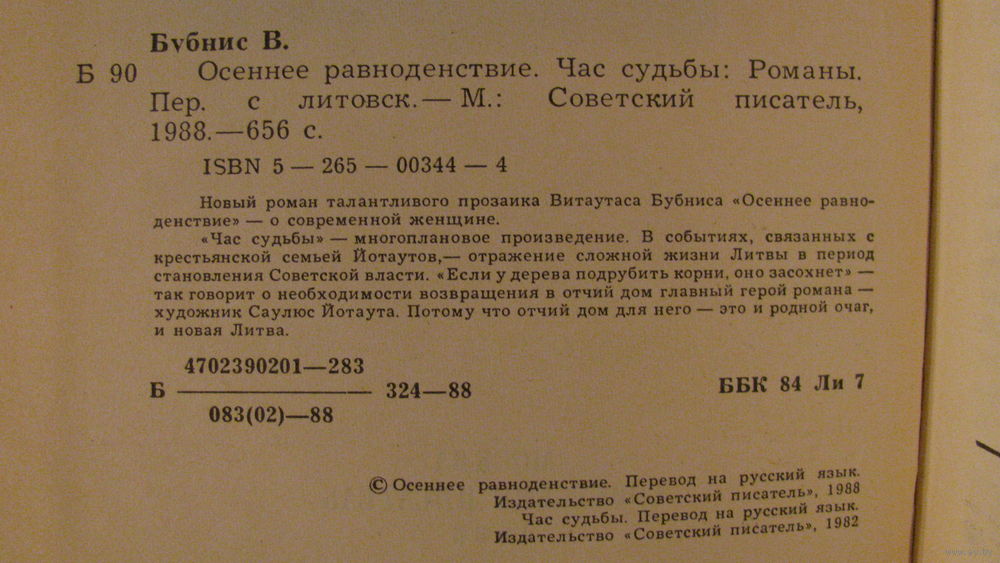 Бубнис В.
Б 90 Осеннее равноденствие. Час судьбы: Романы.
Пер. с литовск. — М.: Советский писатель,
1988. — 656 с.
ISBN 5 — 265 — 00344 — 4
Новый роман талантливого прозаика Витаутаса Бубниса «Осеннее равно-
денствие» — о современной женщине.
«Час судьбы» — многоплановое произведение. В событиях, связанных с
крестьянской семьей Йотаутов, — отражение сложной жизни Литвы в период
становления Советской власти. «Если у дерева подрубить корни, оно засохнет» —
так говорит о необходимости возвращения в отчий дом главный герой романа —
художник Саулюс Йотаута. Потому что отчий дом для него — это и родной очаг,
и новая Литва.
4702390201—283
Б ———— 324—88
083(02)—88
ББК 84 Ли 7
© Осеннее равноденствие. Перевод на русский язык.
Издательство «Советский писатель», 1988
Час судьбы. Перевод на русский язык.
Издательство «Советский писатель», 1982